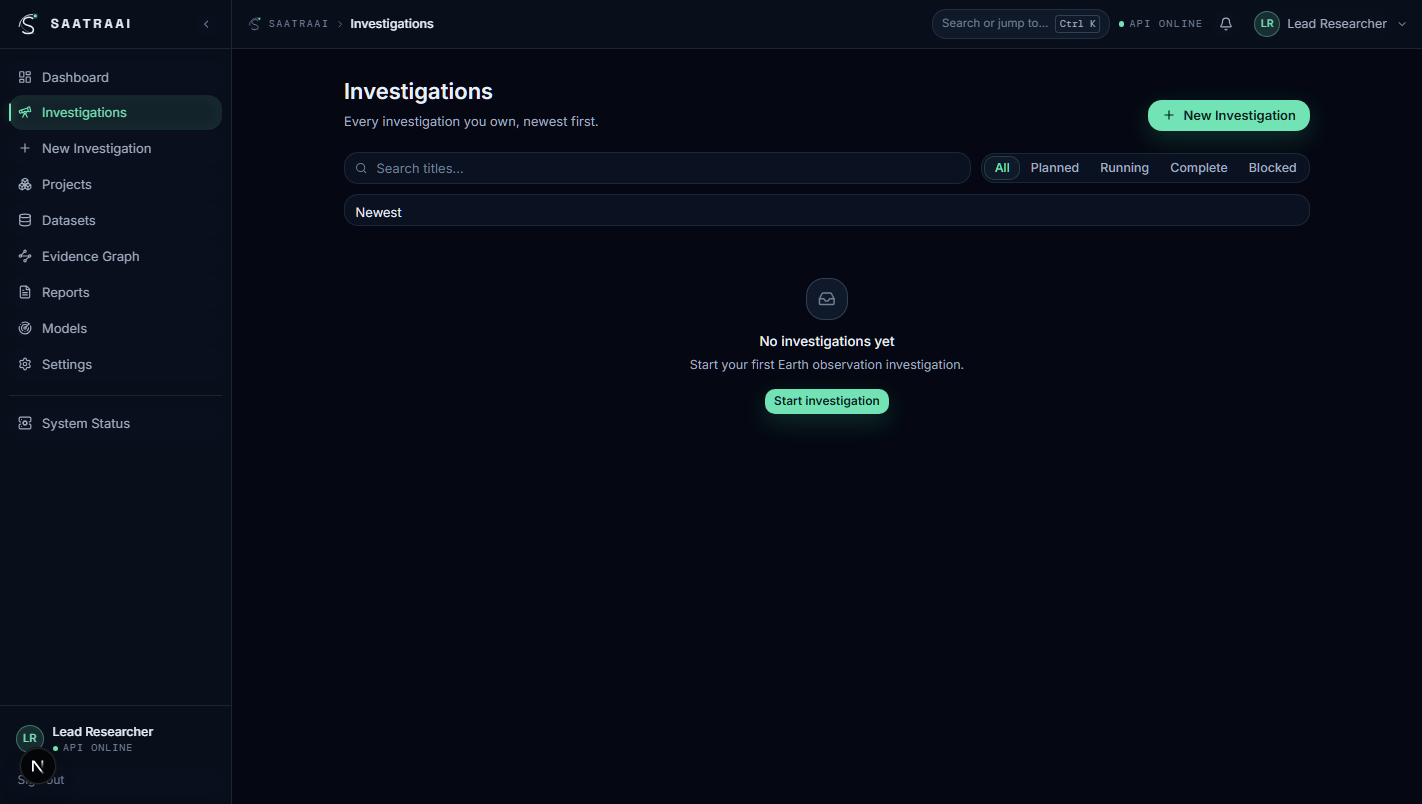 SAATRAAI
SAATRAAI > Investigations
Search or jump to... Ctrl K
API ONLINE
LR Lead Researcher
Dashboard
Investigations
New Investigation
Projects
Datasets
Evidence Graph
Reports
Models
Settings
System Status
Investigations
Every investigation you own, newest first.
+ New Investigation
Search titles...
All Planned Running Complete Blocked
Newest
No investigations yet
Start your first Earth observation investigation.
Start investigation
LR Lead Researcher
API ONLINE
N
out